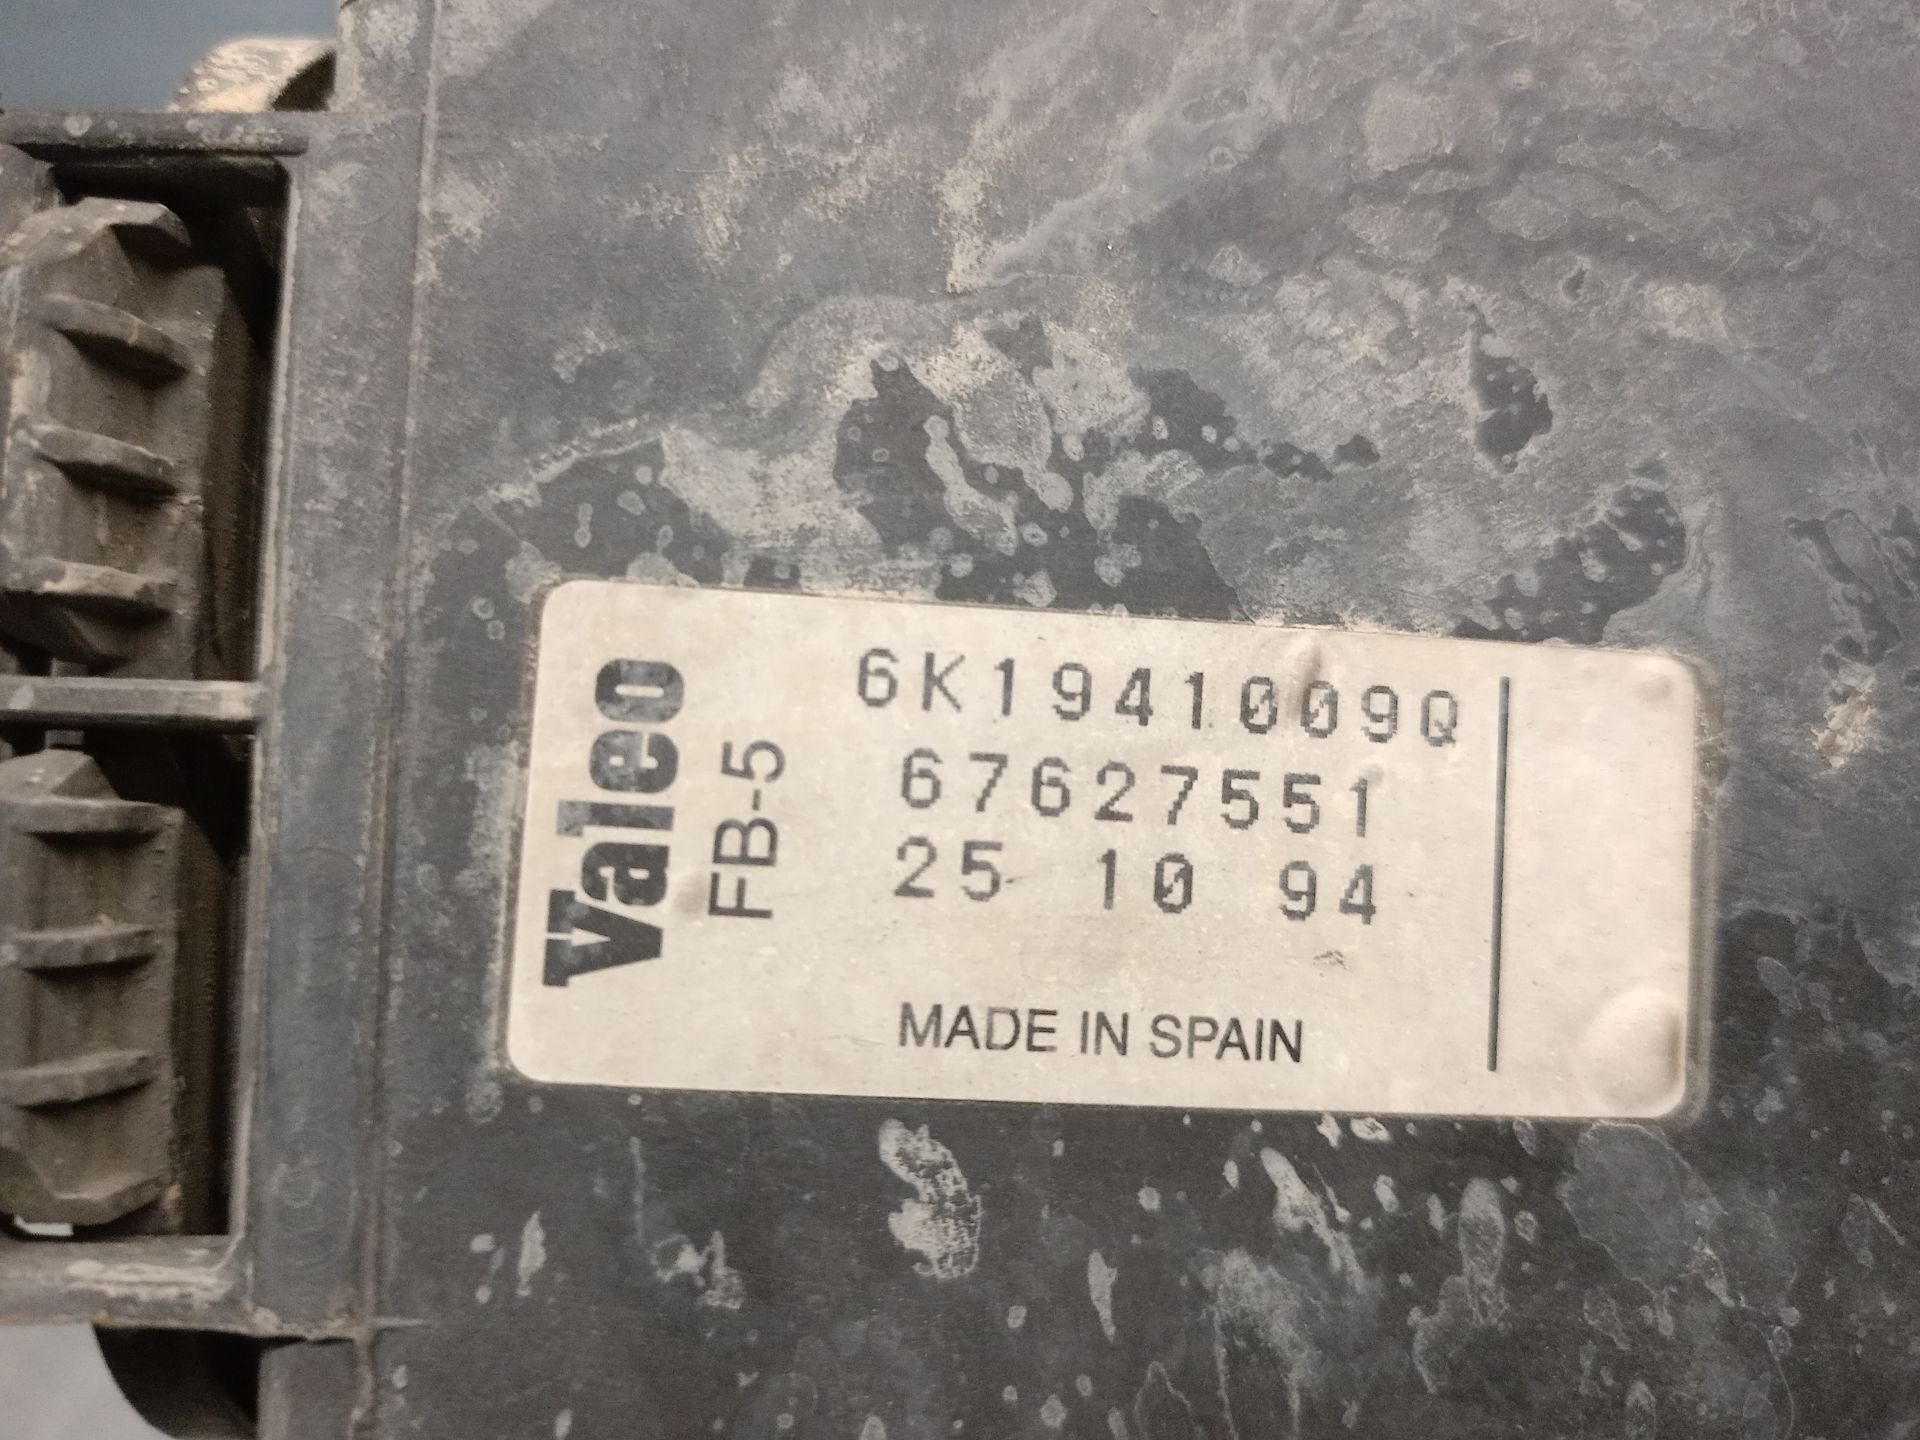 Valeo
FB-5
6K1941009Q
67627551
25 10 94
MADE IN SPAIN